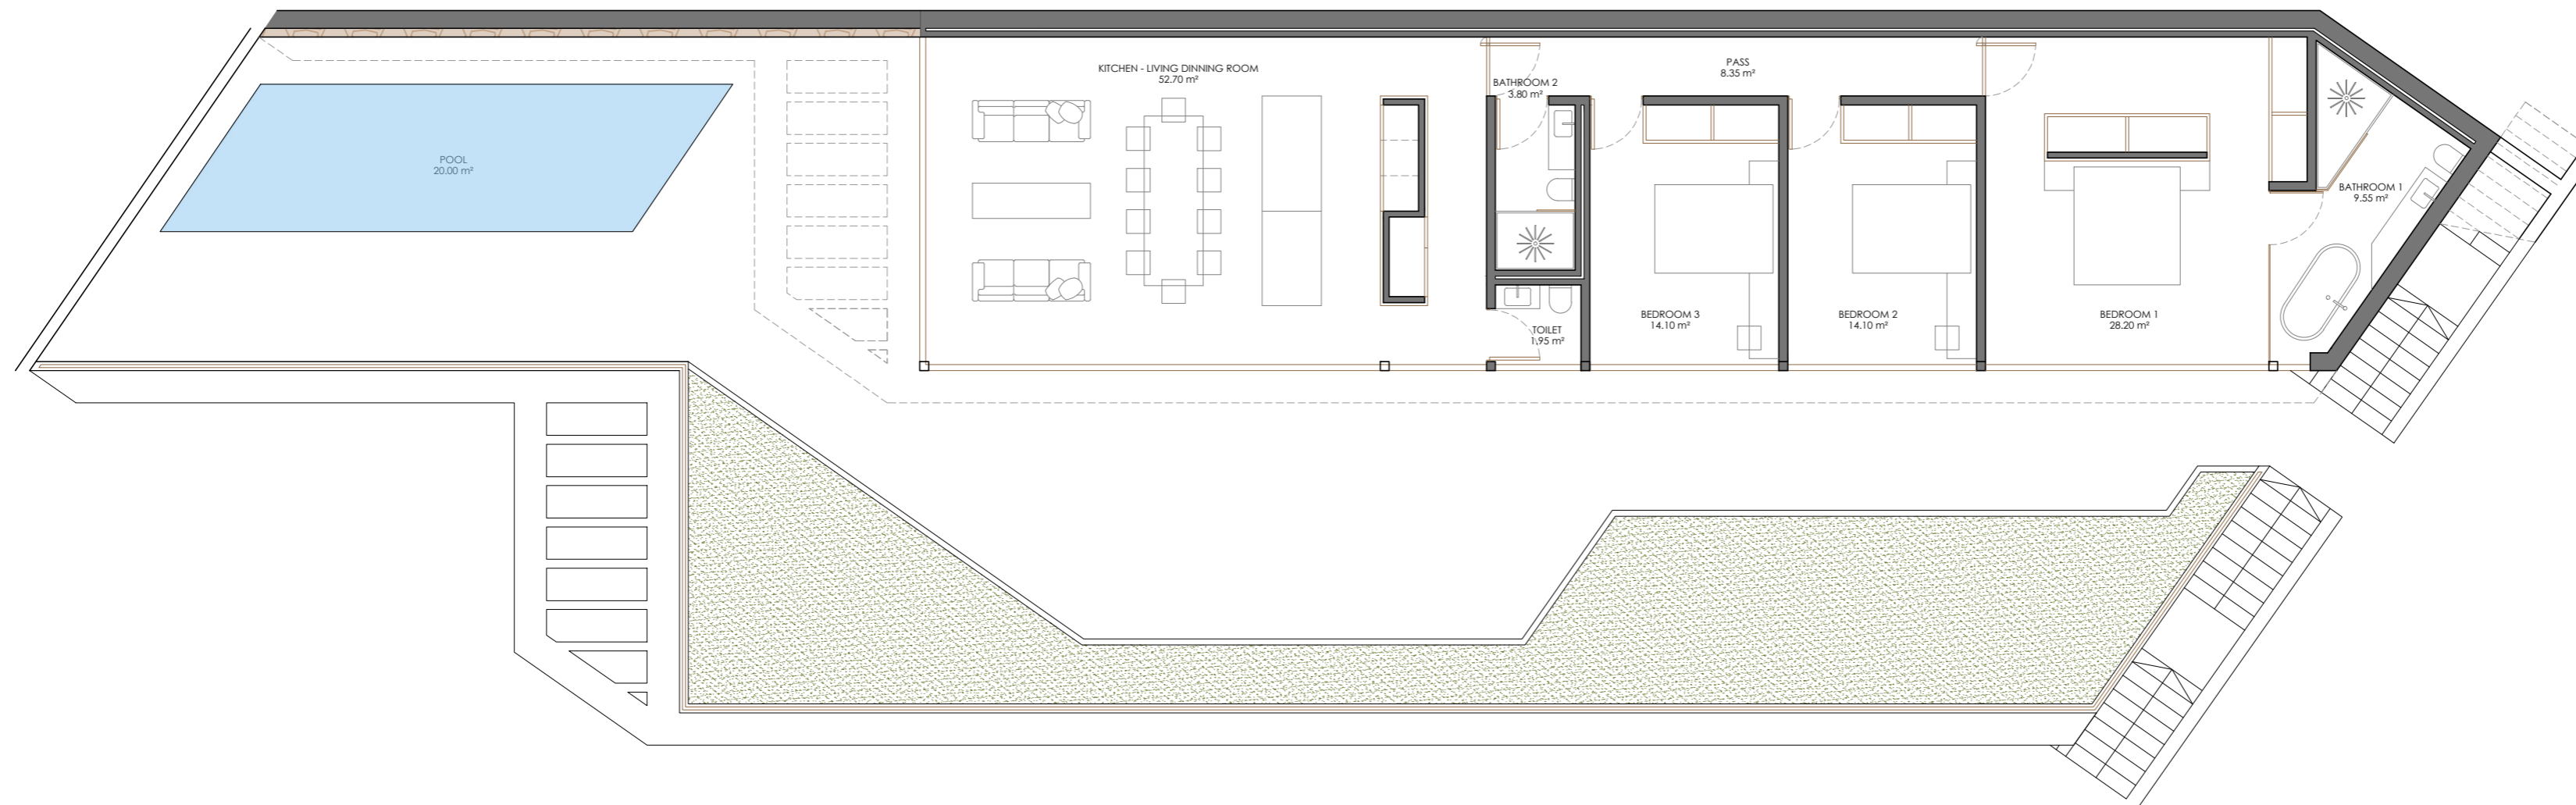 KITCHEN - LIVING DINNING ROOM
52.70 m²
PASS
8.35 m²
BATHROOM 2
3.80 m²
POOL
20.00 m²
BATHROOM 1
9.55 m²
BEDROOM 3
14.10 m²
BEDROOM 2
14.10 m²
BEDROOM 1
28.20 m²
TOILET
1.95 m²